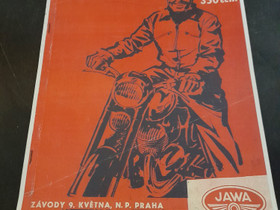 350 ccm
ZÁVODY 9. KVĚTNA, N. P. PRAHA
JAWA